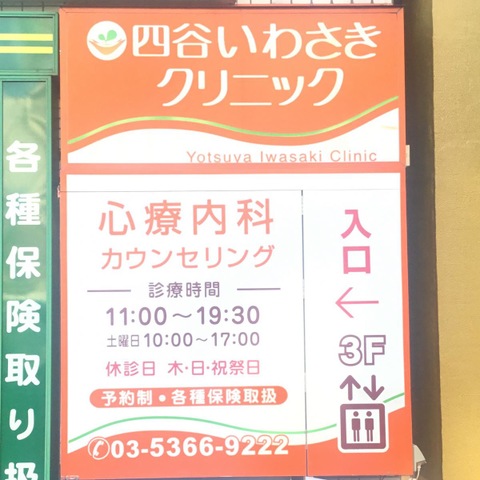 四谷いわさき
クリニック
Yotsuya Iwasaki Clinic
心療内科
カウンセリング
診療時間
11:00〜19:30
土曜日10:00〜17:00
休診日 木・日・祝祭日
予約制・各種保険取扱
03-5366-9222
入口
←
3F
↑↓
各種保険取り扱